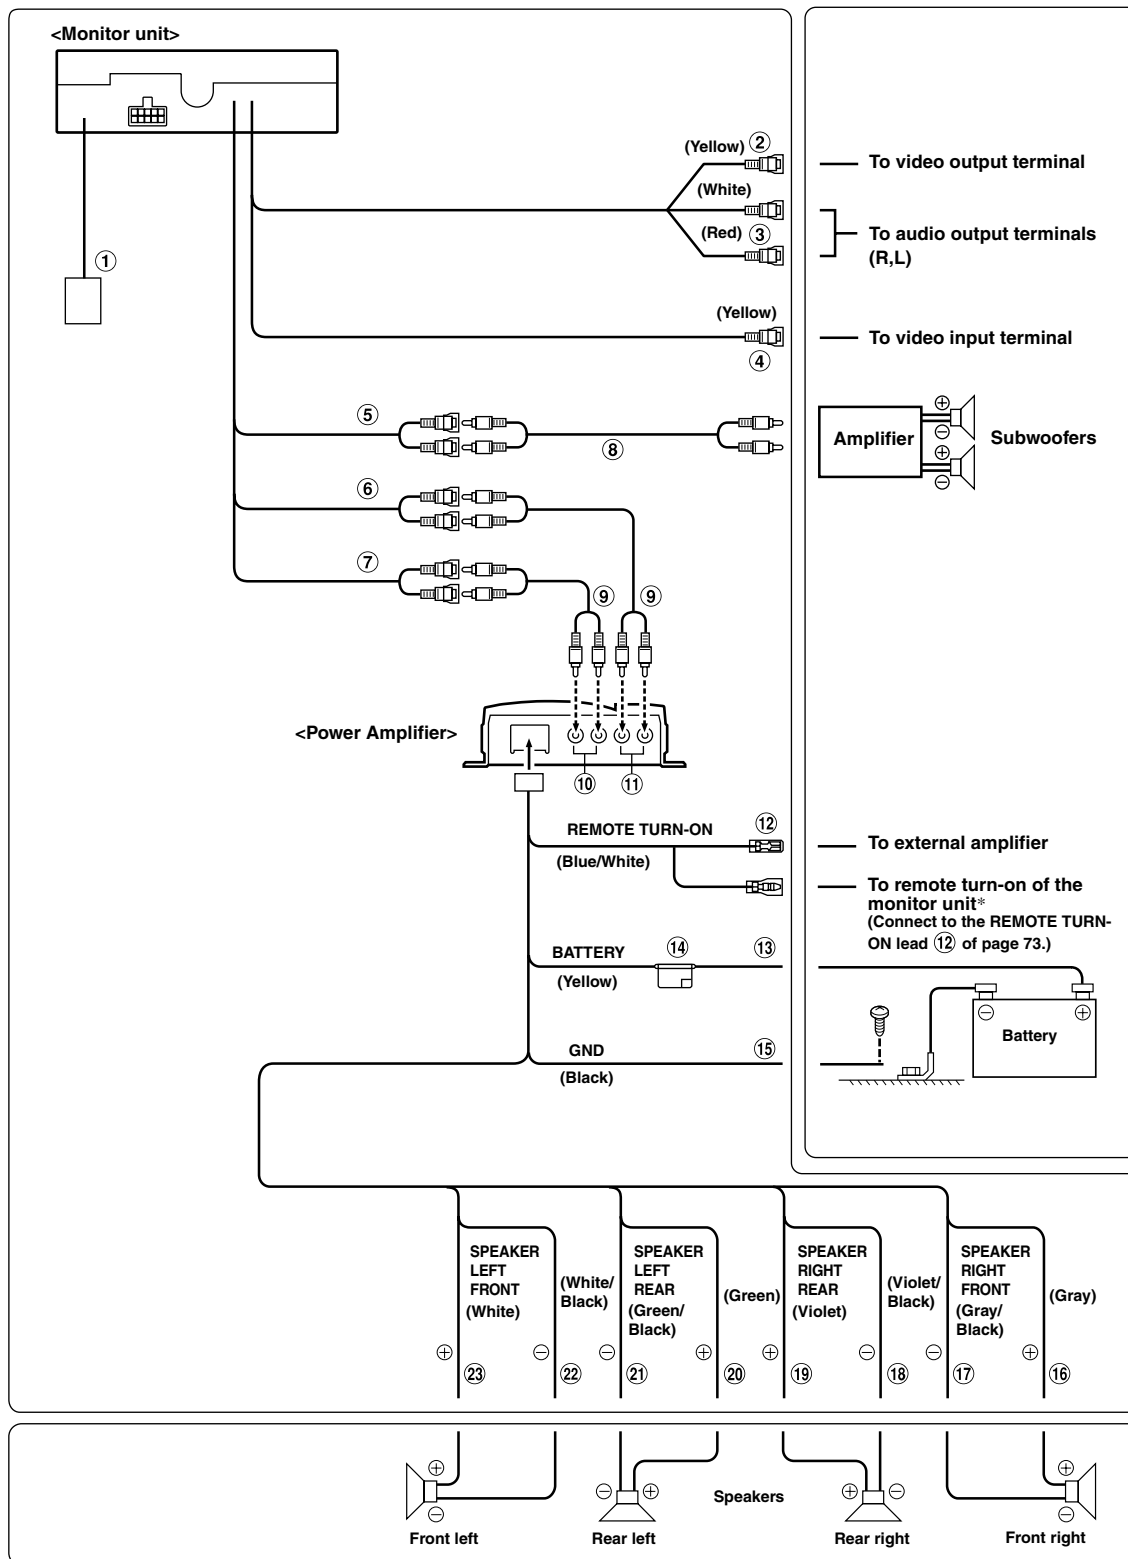 <Monitor unit>
(Yellow) ②
To video output terminal
(White)
(Red) ③
To audio output terminals
(R,L)
①
(Yellow)
④
To video input terminal
⑤
⑧
⊕
⊖
⊕
⊖
Amplifier
Subwoofers
⑥
⑦
⑨ ⑨
<Power Amplifier>
⑩ ⑪
REMOTE TURN-ON ⑫
(Blue/White)
To external amplifier
To remote turn-on of the
monitor unit*
(Connect to the REMOTE TURN-
ON lead ⑫ of page 73.)
BATTERY ⑭ ⑬
(Yellow)
⊖ ⊕
Battery
GND ⑮
(Black)
SPEAKER
LEFT
FRONT
(White)
(White/
Black)
SPEAKER
LEFT
REAR
(Green/
Black)
(Green)
SPEAKER
RIGHT
REAR
(Violet)
(Violet/
Black)
SPEAKER
RIGHT
FRONT
(Gray/
Black)
(Gray)
⊕ ⊖ ⊖ ⊕ ⊕ ⊖ ⊖ ⊕
㉓ ㉒ ㉑ ⑳ ⑲ ⑱ ⑰ ⑯
⊕
⊖
Front left
⊖ ⊕
Rear left
Speakers
⊕ ⊖
Rear right
⊕
⊖
Front right